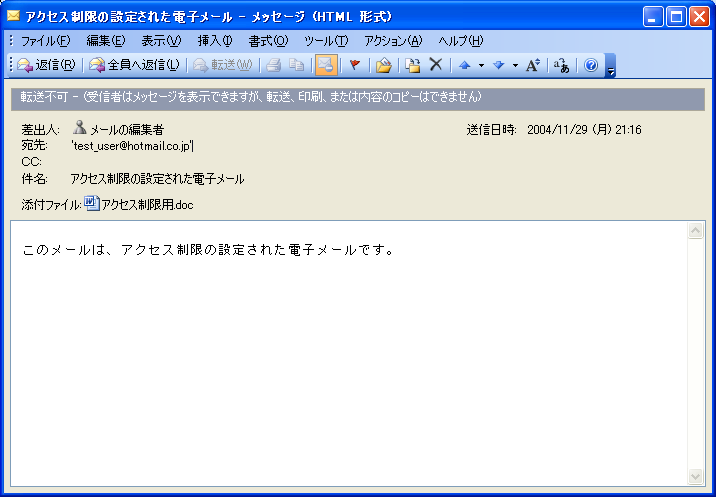 アクセス制限の設定された電子メール - メッセージ (HTML 形式)
ファイル(F) 編集(E) 表示(V) 挿入(I) 書式(O) ツール(T) アクション(A) ヘルプ(H)
返信(R) 全員へ返信(L) 転送(W)
転送不可 - (受信者はメッセージを表示できますが、転送、印刷、または内容のコピーはできません)
差出人: メールの編集者 送信日時: 2004/11/29 (月) 21:16
宛先: 'test_user@hotmail.co.jp'
CC:
件名: アクセス制限の設定された電子メール
添付ファイル: アクセス制限用.doc
このメールは、アクセス制限の設定された電子メールです。